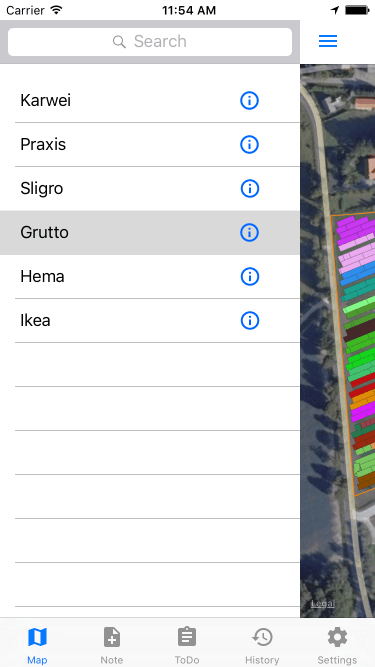 Carrier 11:54 AM
Search
Karwei
Praxis
Sligro
Grutto
Hema
Ikea
Legal
Map Note ToDo History Settings